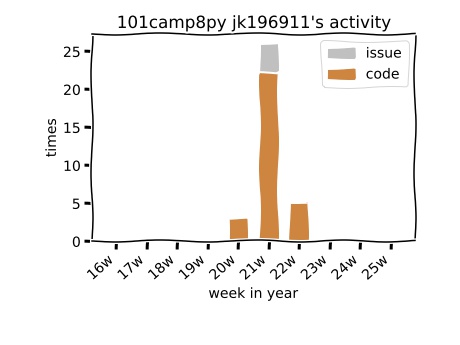 101camp8py jk196911's activity
issue
code
times
25
20
15
10
5
0
16w
17w
18w
19w
20w
21w
22w
23w
24w
25w
week in year